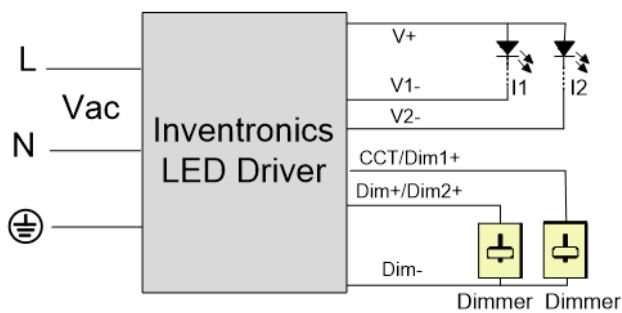 L
Vac
N
Inventronics
LED Driver
V+
V1-
I1
I2
V2-
CCT/Dim1+
Dim+/Dim2+
Dim-
Dimmer Dimmer